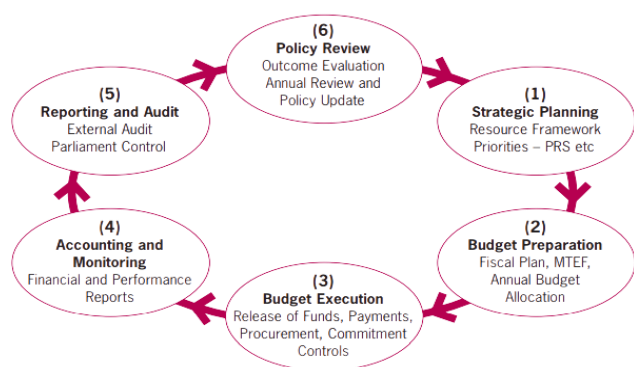 (6)
Policy Review
Outcome Evaluation
Annual Review and
Policy Update
(1)
Strategic Planning
Resource Framework
Priorities – PRS etc
(2)
Budget Preparation
Fiscal Plan, MTEF,
Annual Budget
Allocation
(3)
Budget Execution
Release of Funds, Payments,
Procurement, Commitment
Controls
(4)
Accounting and
Monitoring
Financial and Performance
Reports
(5)
Reporting and Audit
External Audit
Parliament Control